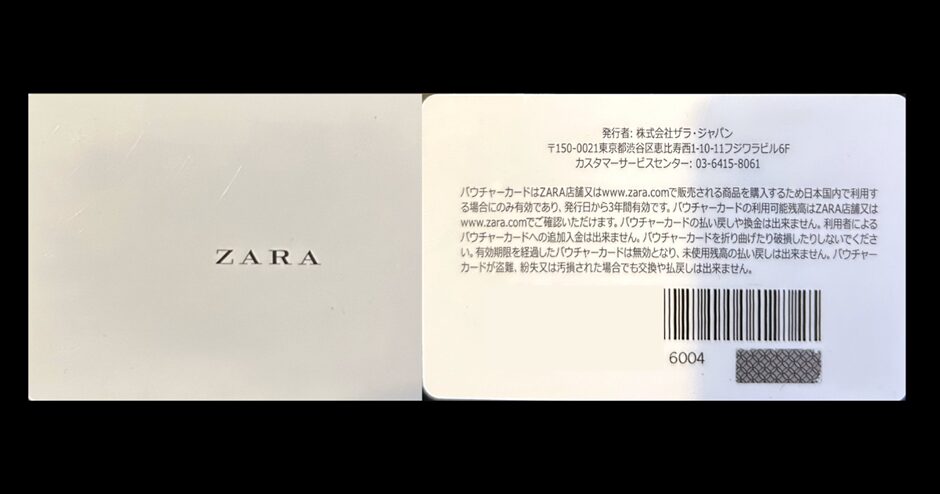 ZARA
発行者: 株式会社ザラ・ジャパン
〒150-0021東京都渋谷区恵比寿西1-10-11フジワラビル6F
カスタマーサービスセンター: 03-6415-8061
バウチャーカードはZARA店舗又はwww.zara.comで販売される商品を購入するため日本国内で利用す
る場合にのみ有効であり、発行日から3年間有効です。バウチャーカードの利用可能残高はZARA店舗又は
www.zara.comでご確認いただけます。バウチャーカードの払い戻しや換金は出来ません。利用者による
バウチャーカードへの追加入金は出来ません。バウチャーカードを折り曲げたり破損したりしないでくださ
い。有効期限を経過したバウチャーカードは無効となり、未使用残高の払い戻しは出来ません。バウチャー
カードが盗難、紛失又は汚損された場合でも交換や払戻しは出来ません。
6004